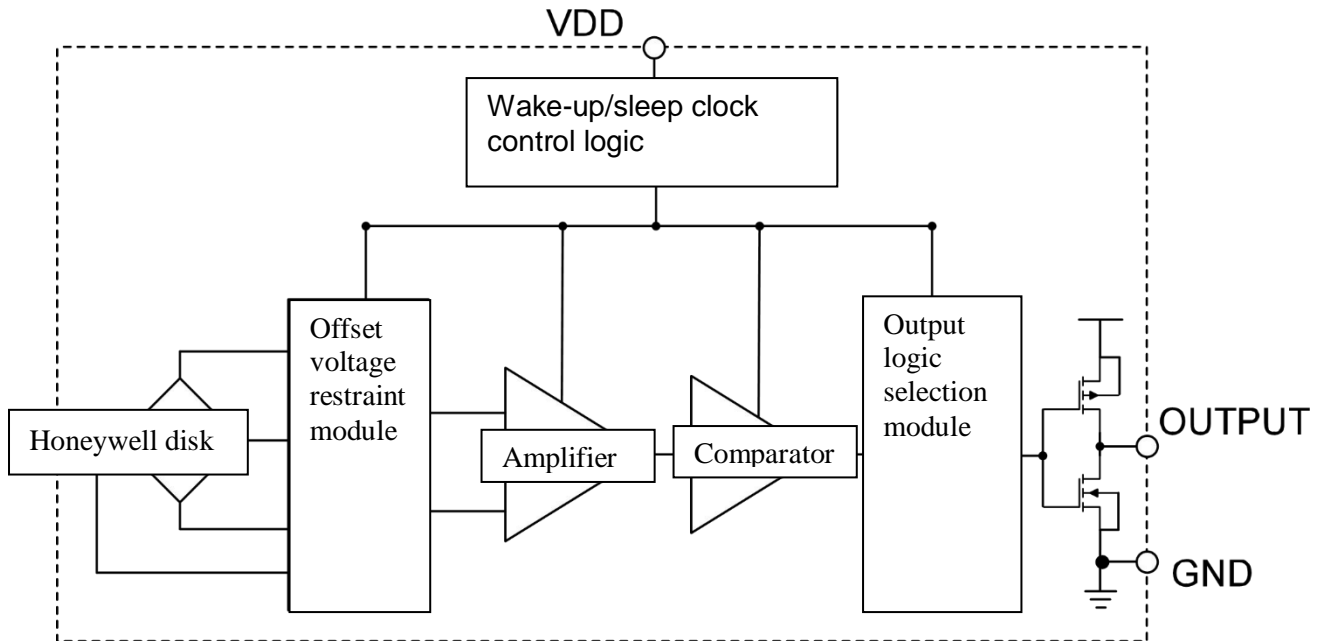 VDD
Wake-up/sleep clock
control logic
Offset
voltage
restraint
module
Output
logic
selection
module
Honeywell disk
Amplifier
Comparator
OUTPUT
GND